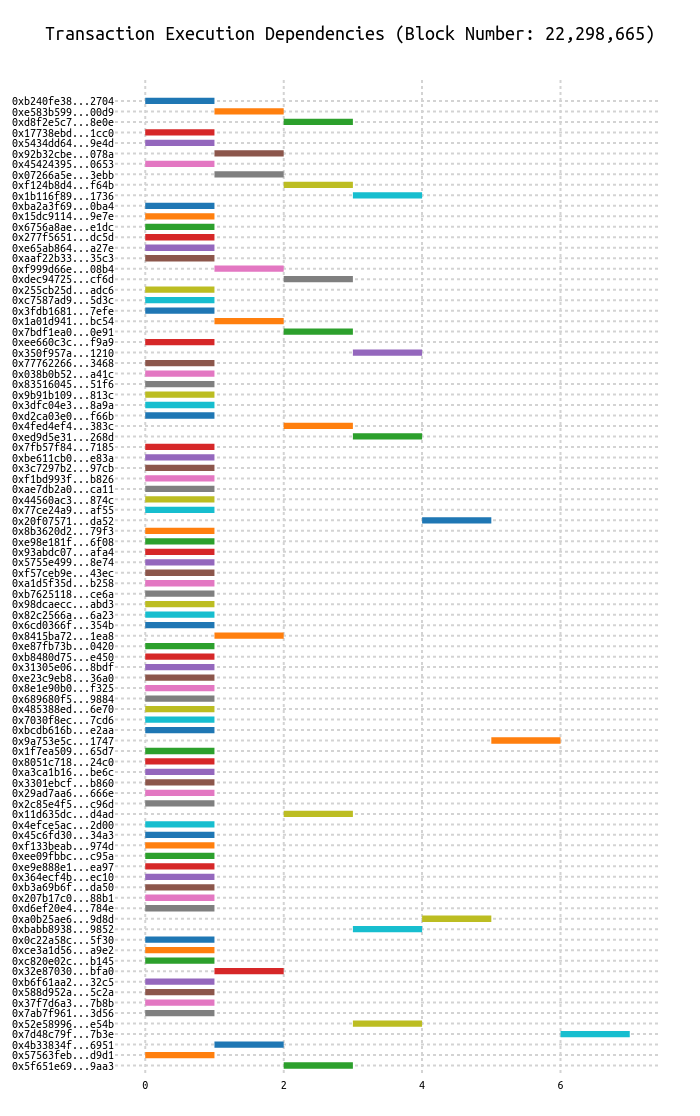 Transaction Execution Dependencies (Block Number: 22,298,665)
0xb240fe38...2704
0xe583b599...00d9
0xd8f2e5c7...8e0e
0x17738ebd...1cc0
0x5434dd64...9e4d
0x92b32cbe...078a
0x45424395...0653
0x07266a5e...3ebb
0xf124b8d4...f64b
0x1b116f89...1736
0xba2a3f69...0ba4
0x15dc9114...9e7e
0x6756a8ae...e1dc
0x277f5651...dc5d
0xe65ab864...a27e
0xaaf22b33...35c3
0xf999d66e...08b4
0xdec94725...cf6d
0x255cb25d...adc6
0xc7587ad9...5d3c
0x3fdb1681...7efe
0x1a01d941...bc54
0x7bdf1ea0...0e91
0xee660c3c...f9a9
0x350f957a...1210
0x77762266...3468
0x038b0b52...a41c
0x83516045...51f6
0x9b91b109...813c
0x3dfc04e3...8a9a
0xd2ca03e0...f66b
0x4fed4ef4...383c
0xed9d5e31...268d
0x7fb57f84...7185
0xbe611cb0...e83a
0x3c7297b2...97cb
0xf1bd993f...b826
0xae7db2a0...ca11
0x44560ac3...874c
0x77ce24a9...af55
0x20f07571...da52
0x8b3620d2...79f3
0xe98e181f...6f08
0x93abdc07...afa4
0x5755e499...8e74
0xf57ceb9e...43ec
0xa1d5f35d...b258
0xb7625118...ce6a
0x98dcaecc...abd3
0x82c2566a...6a23
0x6cd0366f...354b
0x8415ba72...1ea8
0xe87fb73b...0420
0xb8480d75...e450
0x31305e06...8bdf
0xe23c9eb8...36a0
0x8e1e90b0...f325
0x689680f5...9884
0x485388ed...6e70
0x7030f8ec...7cd6
0xbcdb616b...e2aa
0x9a753e5c...1747
0x1f7ea509...65d7
0x8051c718...24c0
0xa3ca1b16...be6c
0x3301ebcf...b860
0x29ad7aa6...666e
0x2c85e4f5...c96d
0x11d635dc...d4ad
0x4efce5ac...2d00
0x45c6fd30...34a3
0xf133beab...974d
0xee09fbbc...c95a
0xe9e888e1...ea97
0x364ecf4b...ec10
0xb3a69b6f...da50
0x207b17c0...88b1
0xd6ef20e4...784e
0xa0b25ae6...9d8d
0xbabb8938...9852
0x0c22a58c...5f30
0xce3a1d56...a9e2
0xc820e02c...b145
0x32e87030...bfa0
0xb6f61aa2...32c5
0x588d952a...5c2a
0x37f7d6a3...7b8b
0x7ab7f961...3d56
0x52e58996...e54b
0x7d48c79f...7b3e
0x4b33834f...6951
0x57563feb...d9d1
0x5f651e69...9aa3
0 2 4 6